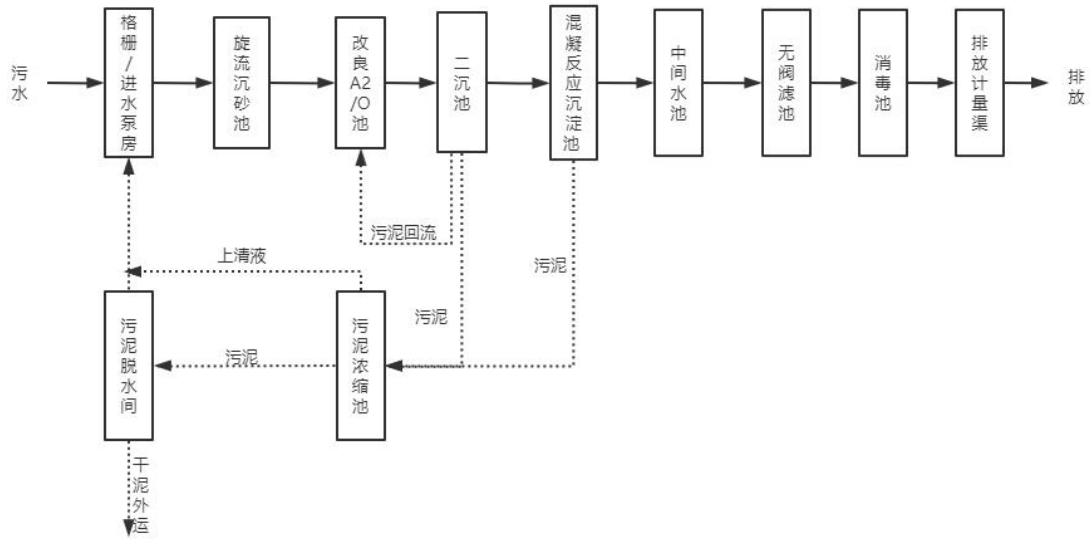 污水
格栅/进水泵房
旋流沉砂池
改良A2/O池
二沉池
混凝反应沉淀池
中间水池
无阀滤池
消毒池
排放计量渠
排放
污泥回流
上清液
污泥
污泥
污泥脱水间
污泥
污泥浓缩池
干泥外运